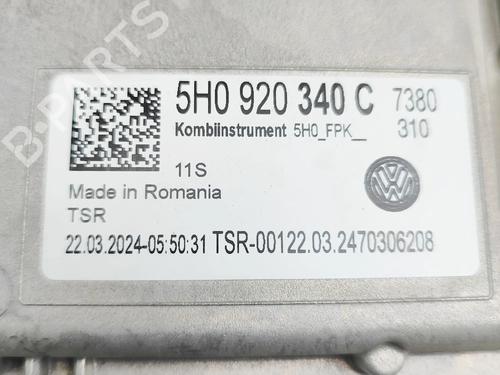 5H0 920 340 C 7380
Kombiinstrument 5H0_FPK__ 310
11S
Made in Romania
TSR
22.03.2024-05:50:31 TSR-00122.03.2470306208
B-PARTS